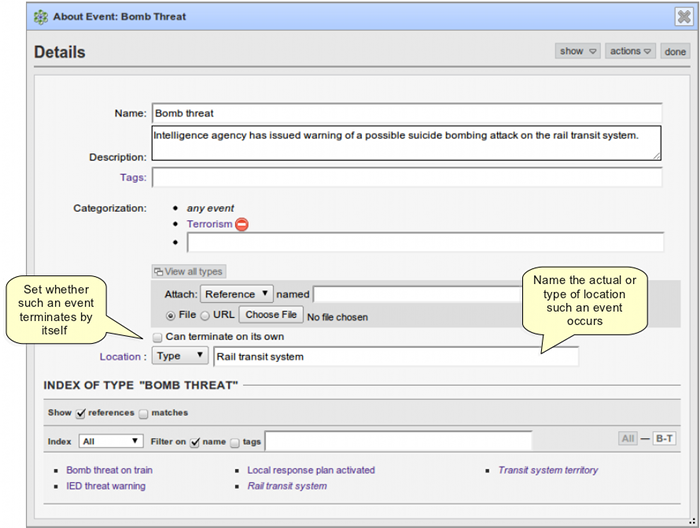 About Event: Bomb Threat
Details
show
actions
done
Name:
Bomb threat
Intelligence agency has issued warning of a possible suicide bombing attack on the rail transit system.
Description:
Tags:
Categorization:
any event
Terrorism
View all types
Attach:
Reference
named
File
URL
Choose File
No file chosen
Set whether
such an event
terminates by
itself
Name the actual or
type of location
such an event
occurs
Can terminate on its own
Location :
Type
Rail transit system
INDEX OF TYPE "BOMB THREAT"
Show references matches
Index All Filter on name tags All — B-T
Bomb threat on train Local response plan activated Transit system territory
IED threat warning Rail transit system